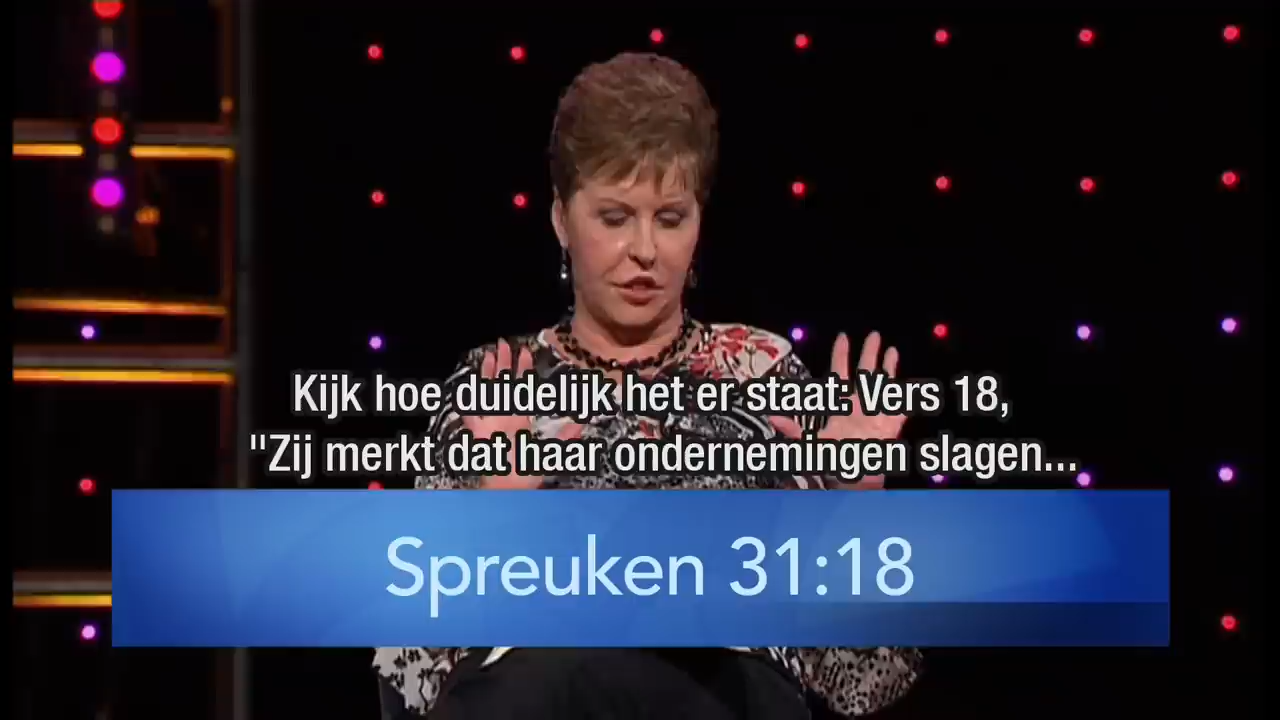 Kijk hoe duidelijk het er staat: Vers 18,
"Zij merkt dat haar ondernemingen slagen...
Spreuken 31:18